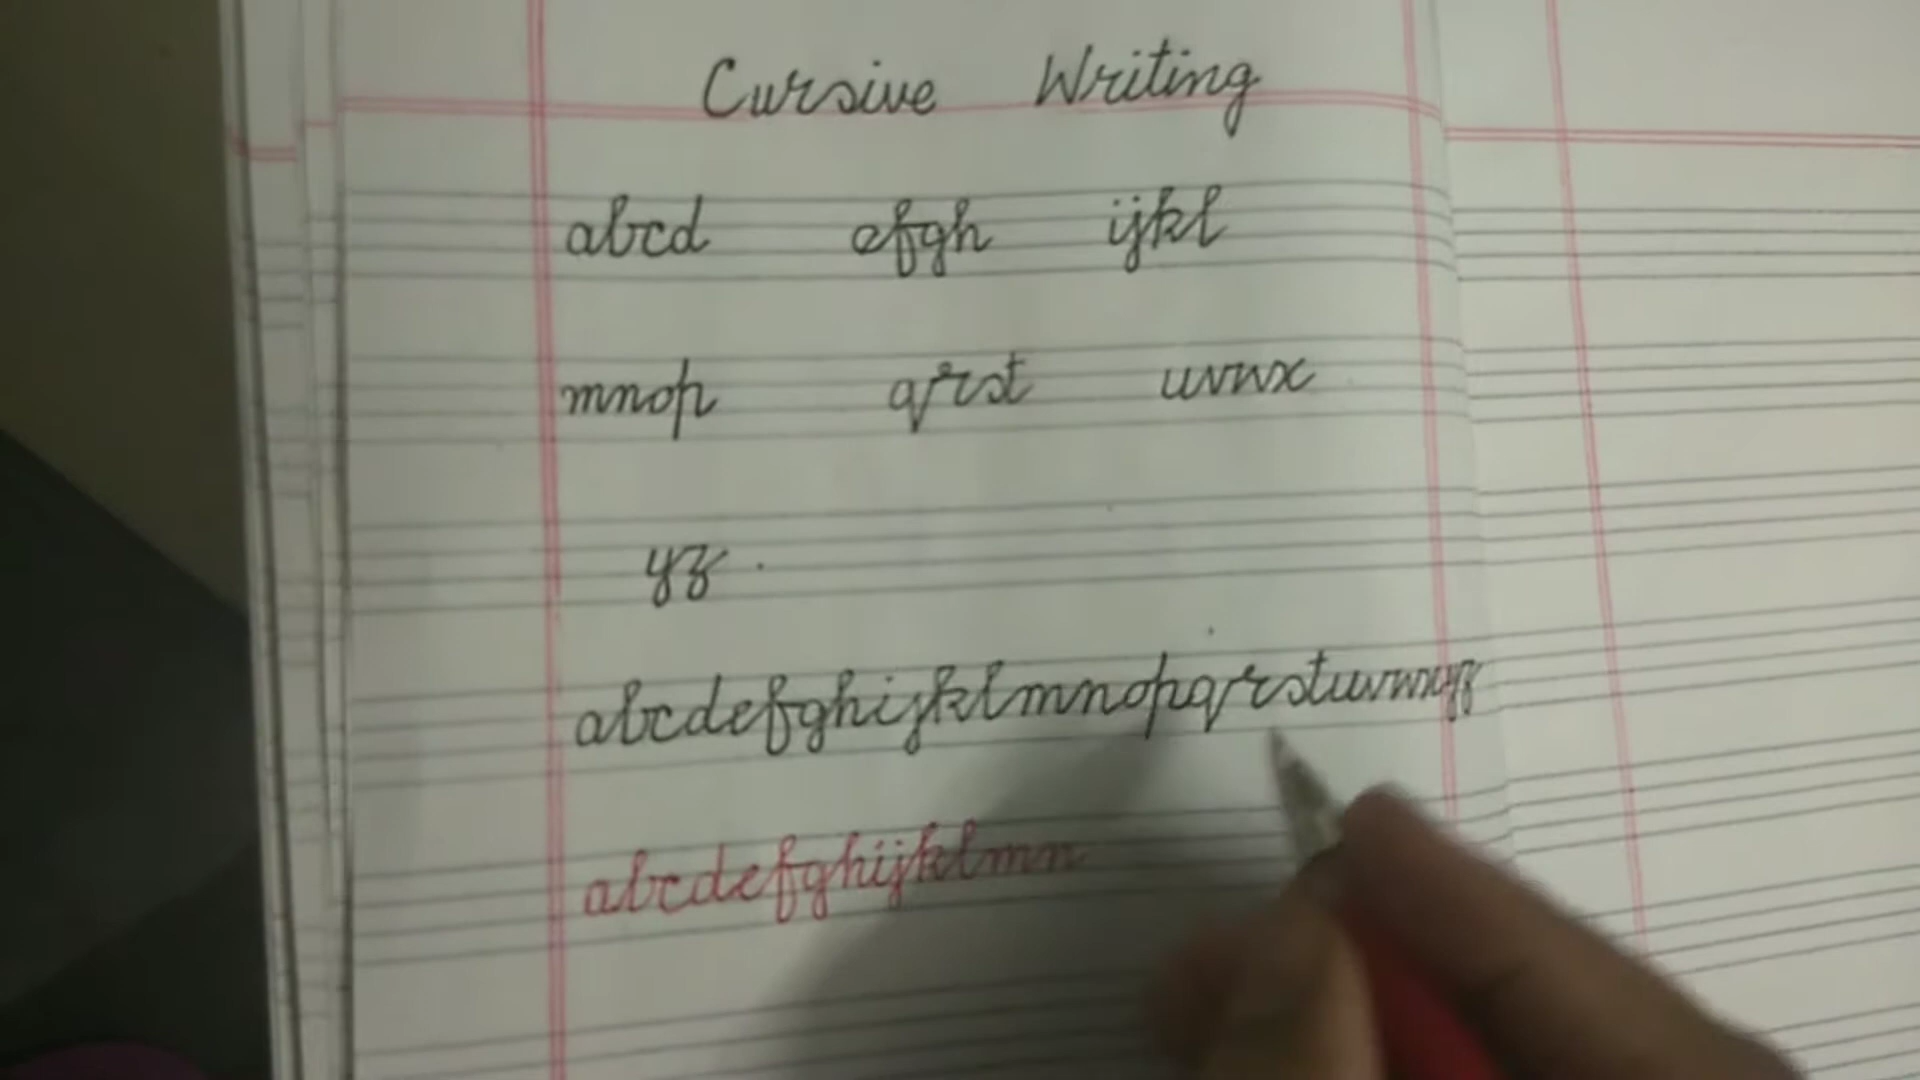 Cursive Writing
abcd efgh ijkl
mnop qrst uvwx
yz.
abcdefghijklmnopqrstuvwxyz
abcdefghijklmn